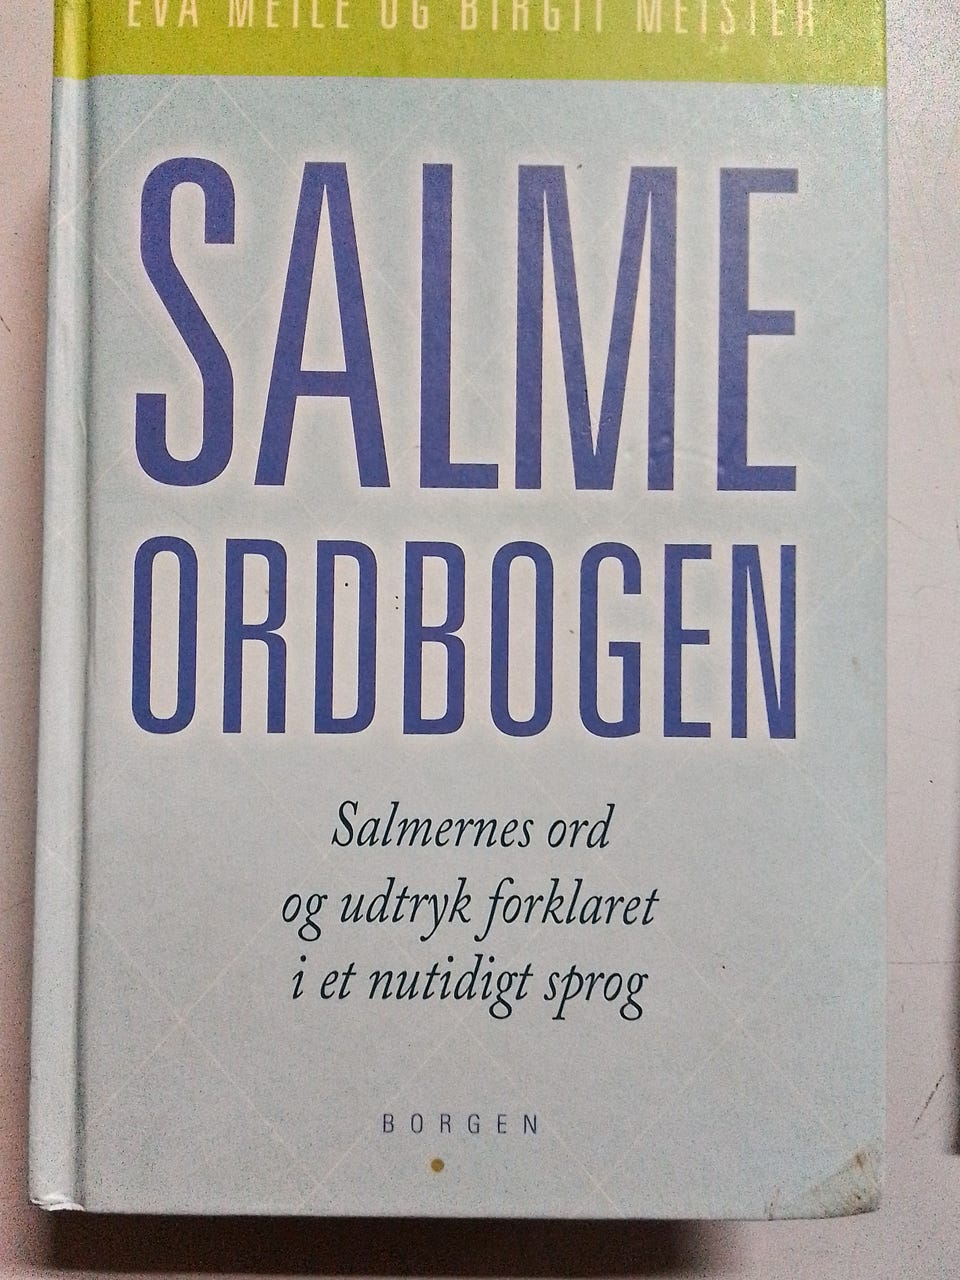 EVA MEILE OG BIRGIT MEISTER
SALME
ORDBOGEN
Salmernes ord
og udtryk forklaret
i et nutidigt sprog
BORGEN